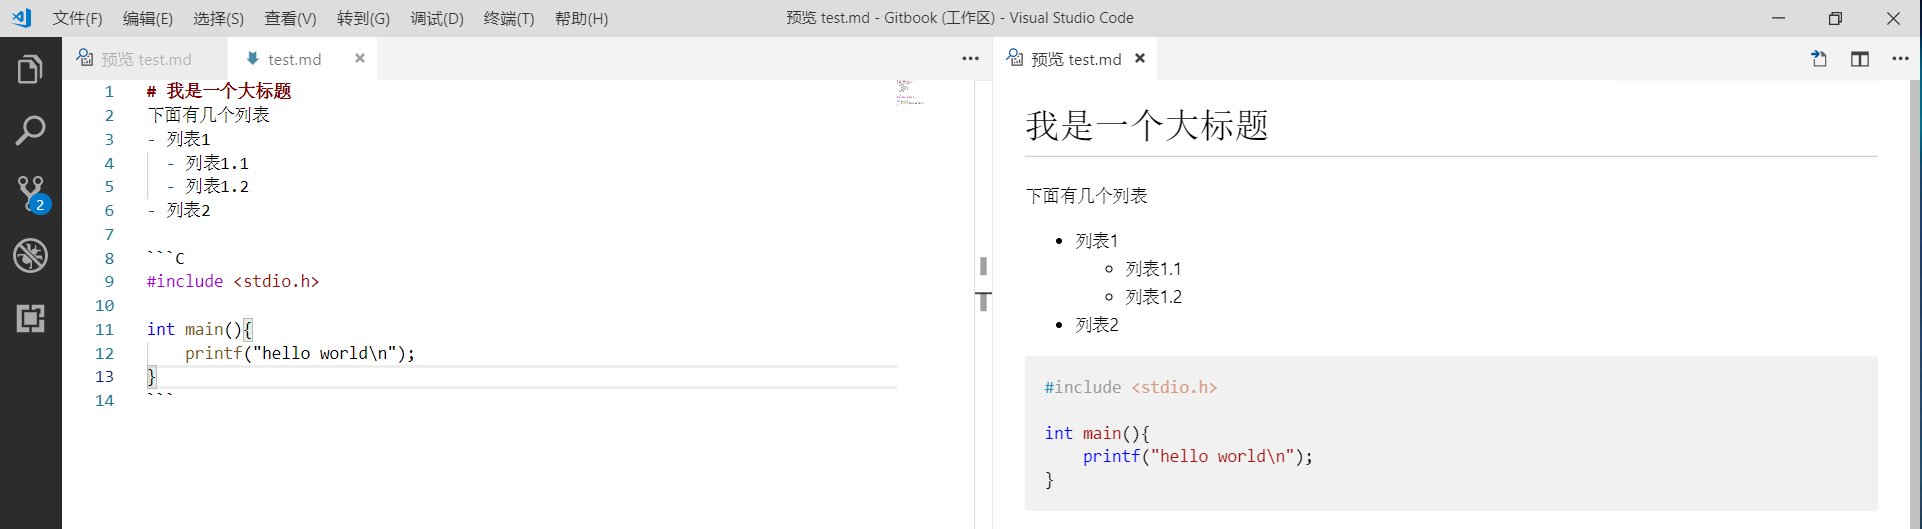 文件(F) 编辑(E) 选择(S) 查看(V) 转到(G) 调试(D) 终端(T) 帮助(H) 预览 test.md - Gitbook (工作区) - Visual Studio Code
预览 test.md test.md
1 # 我是一个大标题
2 下面有几个列表
3 - 列表1
4 - 列表1.1
5 - 列表1.2
6 - 列表2
7
8 ```C
9 #include <stdio.h>
10
11 int main(){
12 printf("hello world\n");
13 }
14 ```
2
预览 test.md
我是一个大标题
下面有几个列表
• 列表1
◦ 列表1.1
◦ 列表1.2
• 列表2
#include <stdio.h>
int main(){
printf("hello world\n");
}